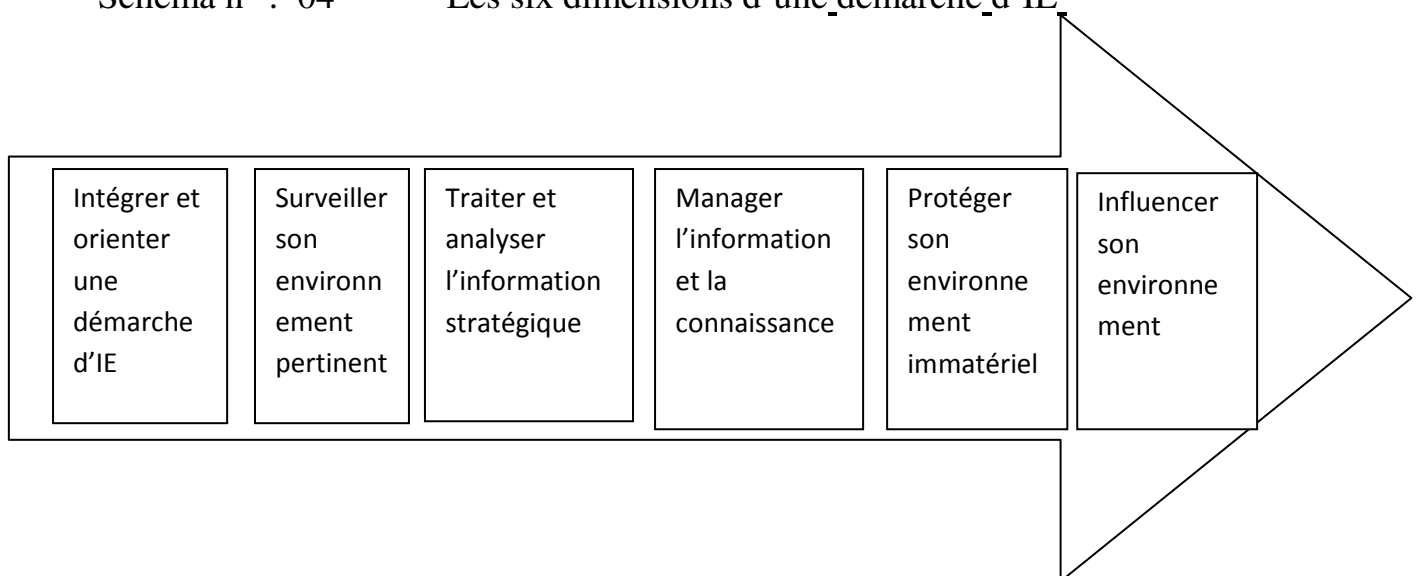 Schéma n° : 04 Les six dimensions d’une démarche d’IE
Intégrer et
orienter
une
démarche
d’IE
Surveiller
son
environn
ement
pertinent
Traiter et
analyser
l’information
stratégique
Manager
l’information
et la
connaissance
Protéger
son
environne
ment
immatériel
Influencer
son
environne
ment